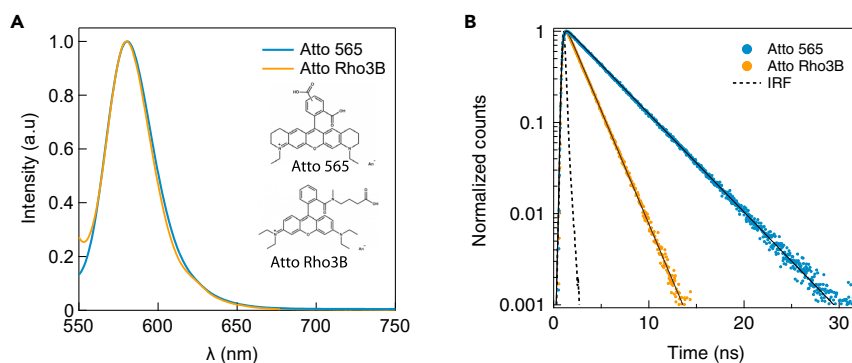 A
Intensity (a.u)
1.0
0.8
0.6
0.4
0.2
0
550
600
650
700
750
λ (nm)
Atto 565
Atto Rho3B
Atto 565
Atto Rho3B
B
Normalized counts
1
0.1
0.01
0.001
0
10
20
30
Time (ns)
Atto 565
Atto Rho3B
IRF